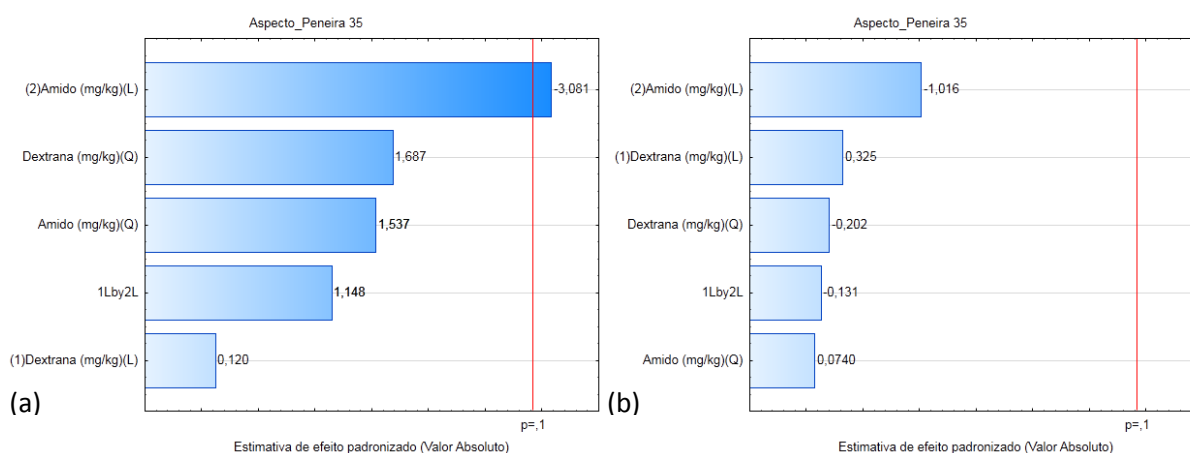 Aspecto_Peneira 35
(2)Amido (mg/kg)(L)
-3,081
Dextrana (mg/kg)(Q)
1,687
Amido (mg/kg)(Q)
1,537
1Lby2L
1,148
(1)Dextrana (mg/kg)(L)
0,120
p=,1
Estimativa de efeito padronizado (Valor Absoluto)
(a)
Aspecto_Peneira 35
(2)Amido (mg/kg)(L)
-1,016
(1)Dextrana (mg/kg)(L)
0,325
Dextrana (mg/kg)(Q)
-0,202
1Lby2L
-0,131
Amido (mg/kg)(Q)
0,0740
p=,1
Estimativa de efeito padronizado (Valor Absoluto)
(b)